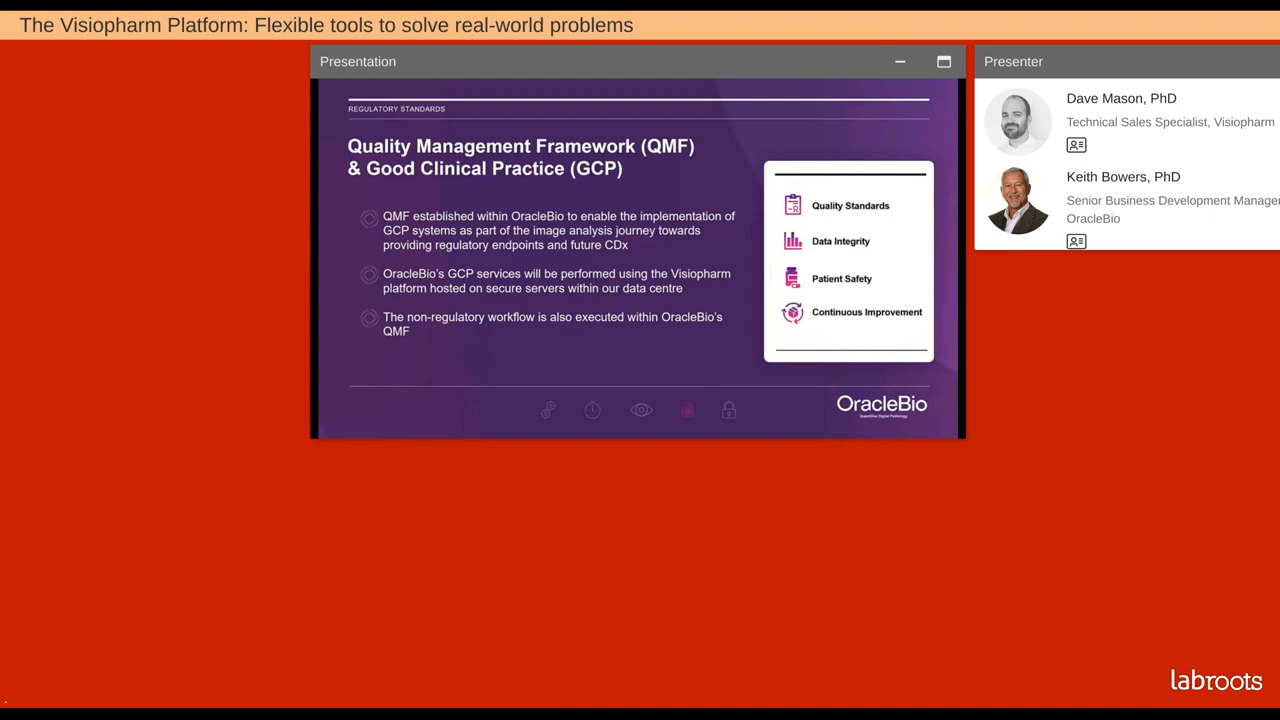 The Visiopharm Platform: Flexible tools to solve real-world problems
Presentation
REGULATORY STANDARDS
Quality Management Framework (QMF)
& Good Clinical Practice (GCP)
QMF established within OracleBio to enable the implementation of
GCP systems as part of the image analysis journey towards
providing regulatory endpoints and future CDx
OracleBio's GCP services will be performed using the Visiopharm
platform hosted on secure servers within our data centre
The non-regulatory workflow is also executed within OracleBio's
QMF
Quality Standards
Data Integrity
Patient Safety
Continuous Improvement
OracleBio
Quantitative Digital Pathology
Presenter
Dave Mason, PhD
Technical Sales Specialist, Visiopharm
Keith Bowers, PhD
Senior Business Development Manager
OracleBio
labroots